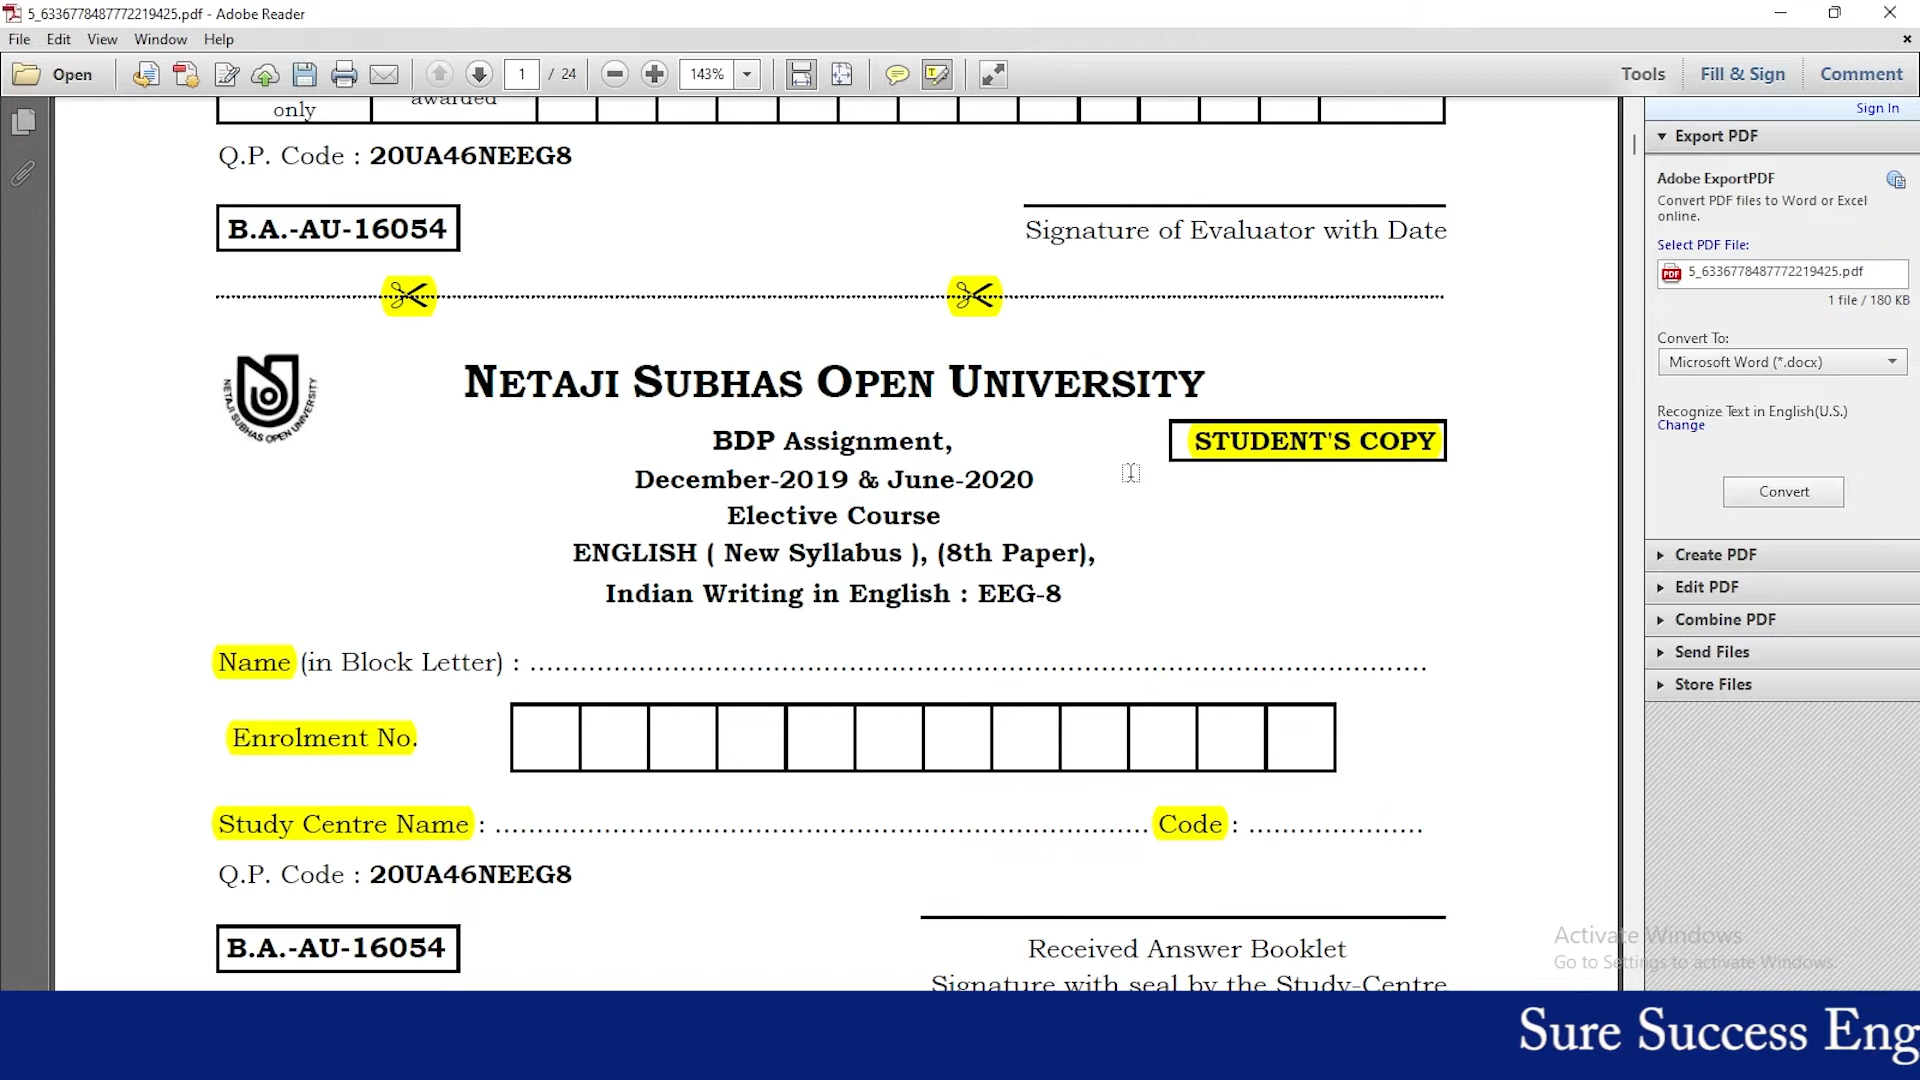 5_6336778487772219425.pdf - Adobe Reader
File Edit View Window Help
Open 1 / 24 143% Tools Fill & Sign Comment
Sign In
only awarded
Q.P. Code : 20UA46NEEG8
B.A.-AU-16054
Signature of Evaluator with Date
NETAJI SUBHAS OPEN UNIVERSITY
NETAJI SUBHAS OPEN UNIVERSITY
BDP Assignment,
STUDENT'S COPY
December-2019 & June-2020
Elective Course
ENGLISH ( New Syllabus ), (8th Paper),
Indian Writing in English : EEG-8
Name (in Block Letter) : ................................................................
Enrolment No.
Study Centre Name : ................................................ Code : .....................
Q.P. Code : 20UA46NEEG8
B.A.-AU-16054
Received Answer Booklet
Signature with seal by the Study-Centre
Export PDF
Adobe ExportPDF
Convert PDF files to Word or Excel
online.
Select PDF File:
PDF 5_6336778487772219425.pdf
1 file / 180 KB
Convert To:
Microsoft Word (*.docx)
Recognize Text in English(U.S.)
Change
Convert
Create PDF
Edit PDF
Combine PDF
Send Files
Store Files
Activate Windows
Go to Settings to activate Windows.
Sure Success Eng